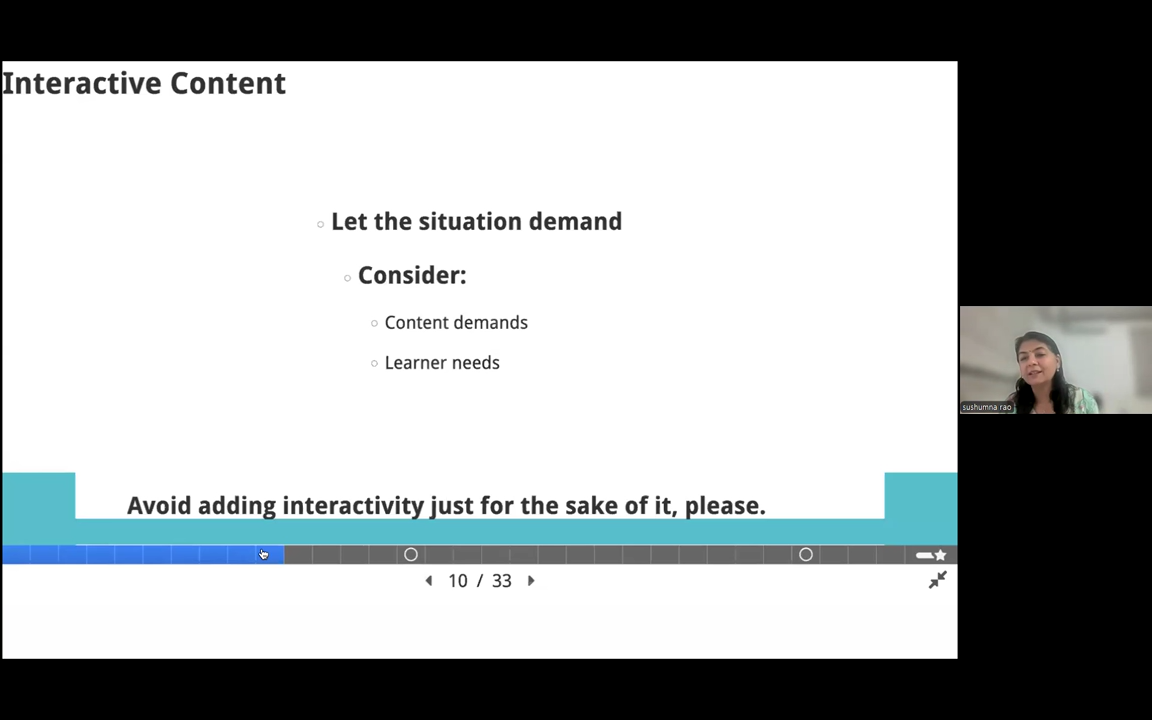 Interactive Content
Let the situation demand
Consider:
Content demands
Learner needs
sushumna rao
Avoid adding interactivity just for the sake of it, please.
10 / 33